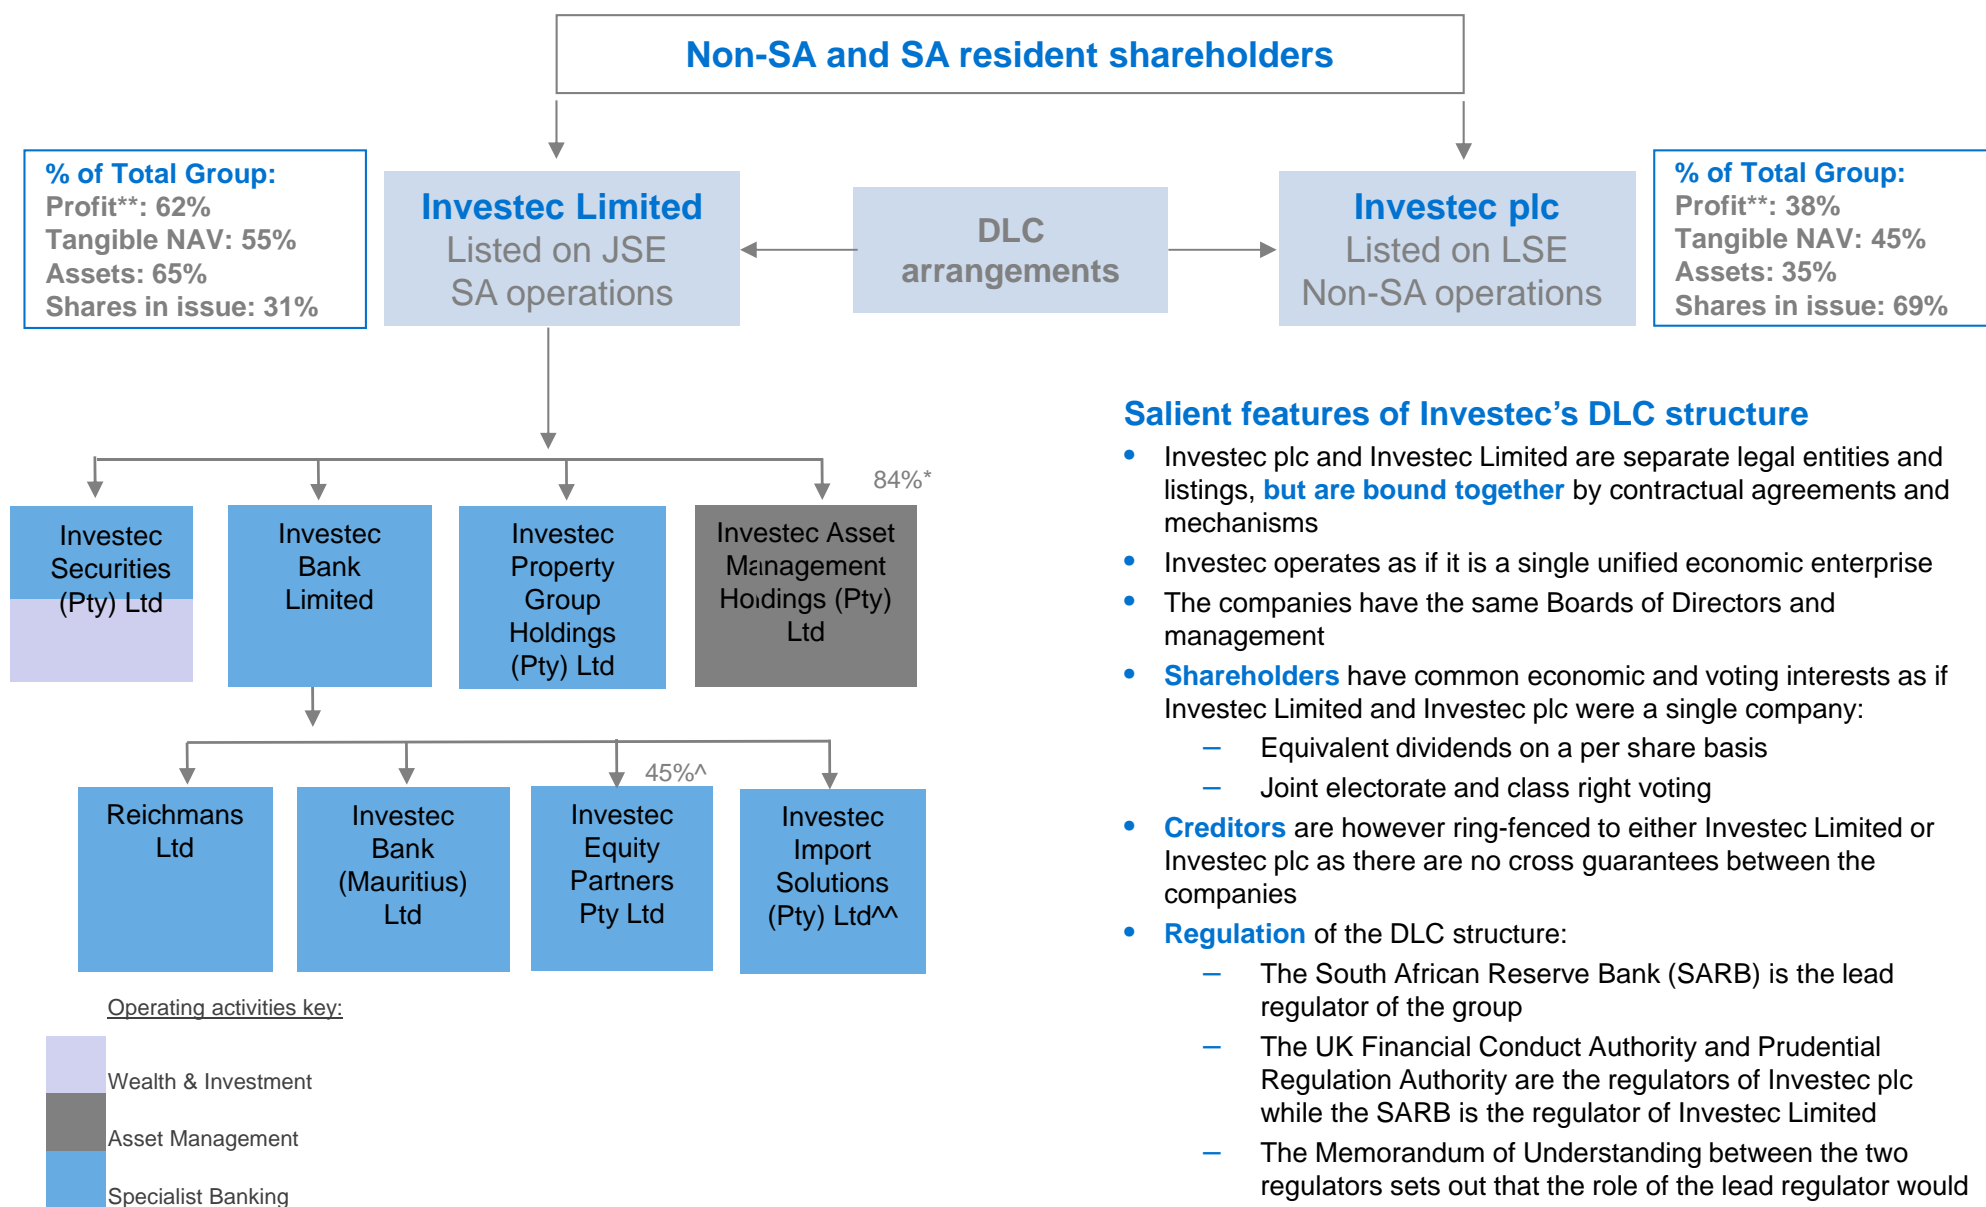 Non-SA and SA resident shareholders
% of Total Group:
Profit**: 62%
Tangible NAV: 55%
Assets: 65%
Shares in issue: 31%
Investec Limited
Listed on JSE
SA operations
DLC
arrangements
Investec plc
Listed on LSE
Non-SA operations
% of Total Group:
Profit**: 38%
Tangible NAV: 45%
Assets: 35%
Shares in issue: 69%
84%*
Investec
Securities
(Pty) Ltd
Investec
Bank
Limited
Investec
Property
Group
Holdings
(Pty) Ltd
Investec Asset
Management
Holdings (Pty)
Ltd
45%^
Reichmans
Ltd
Investec
Bank
(Mauritius)
Ltd
Investec
Equity
Partners
Pty Ltd
Investec
Import
Solutions
(Pty) Ltd^^
Operating activities key:
Wealth & Investment
Asset Management
Specialist Banking
Salient features of Investec’s DLC structure
• Investec plc and Investec Limited are separate legal entities and
listings, but are bound together by contractual agreements and
mechanisms
• Investec operates as if it is a single unified economic enterprise
• The companies have the same Boards of Directors and
management
• Shareholders have common economic and voting interests as if
Investec Limited and Investec plc were a single company:
– Equivalent dividends on a per share basis
– Joint electorate and class right voting
• Creditors are however ring-fenced to either Investec Limited or
Investec plc as there are no cross guarantees between the
companies
• Regulation of the DLC structure:
– The South African Reserve Bank (SARB) is the lead
regulator of the group
– The UK Financial Conduct Authority and Prudential
Regulation Authority are the regulators of Investec plc
while the SARB is the regulator of Investec Limited
– The Memorandum of Understanding between the two
regulators sets out that the role of the lead regulator would